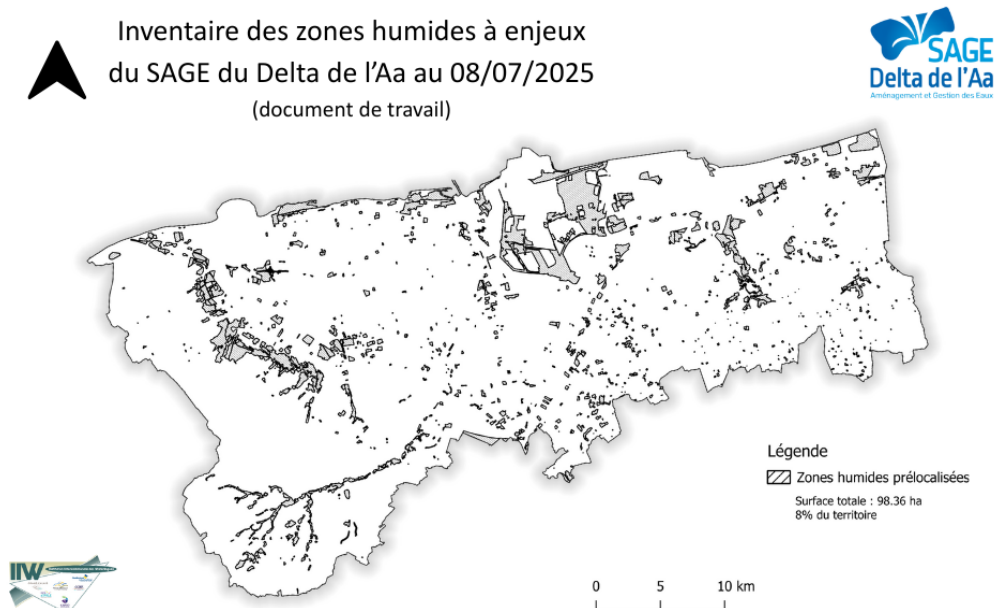 Inventaire des zones humides à enjeux
du SAGE du Delta de l'Aa au 08/07/2025
(document de travail)
SAGE
Delta de l'Aa
Aménagement et Gestion des Eaux
Légende
Zones humides prélocalisées
Surface totale : 98.36 ha
8% du territoire
IIW
0 5 10 km